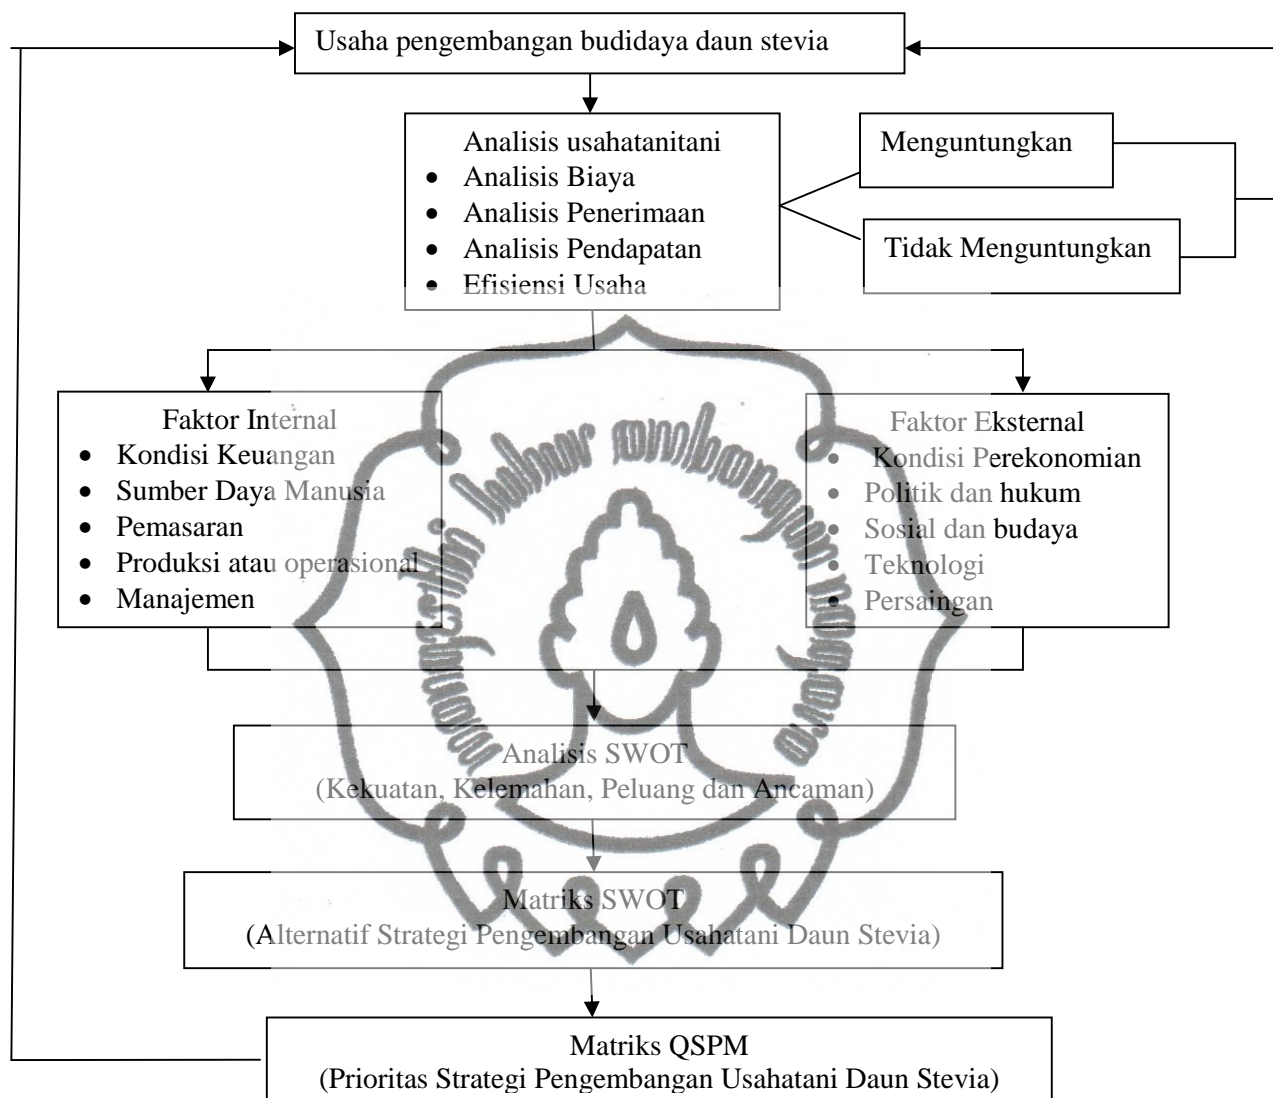 Usaha pengembangan budidaya daun stevia
Analisis usahatanitani
• Analisis Biaya
• Analisis Penerimaan
• Analisis Pendapatan
• Efisiensi Usaha
Menguntungkan
Tidak Menguntungkan
Faktor Internal
• Kondisi Keuangan
• Sumber Daya Manusia
• Pemasaran
• Produksi atau operasional
• Manajemen
Faktor Eksternal
• Kondisi Perekonomian
• Politik dan hukum
• Sosial dan budaya
• Teknologi
• Persaingan
Analisis SWOT
(Kekuatan, Kelemahan, Peluang dan Ancaman)
Matriks SWOT
(Alternatif Strategi Pengembangan Usahatani Daun Stevia)
Matriks QSPM
(Prioritas Strategi Pengembangan Usahatani Daun Stevia)